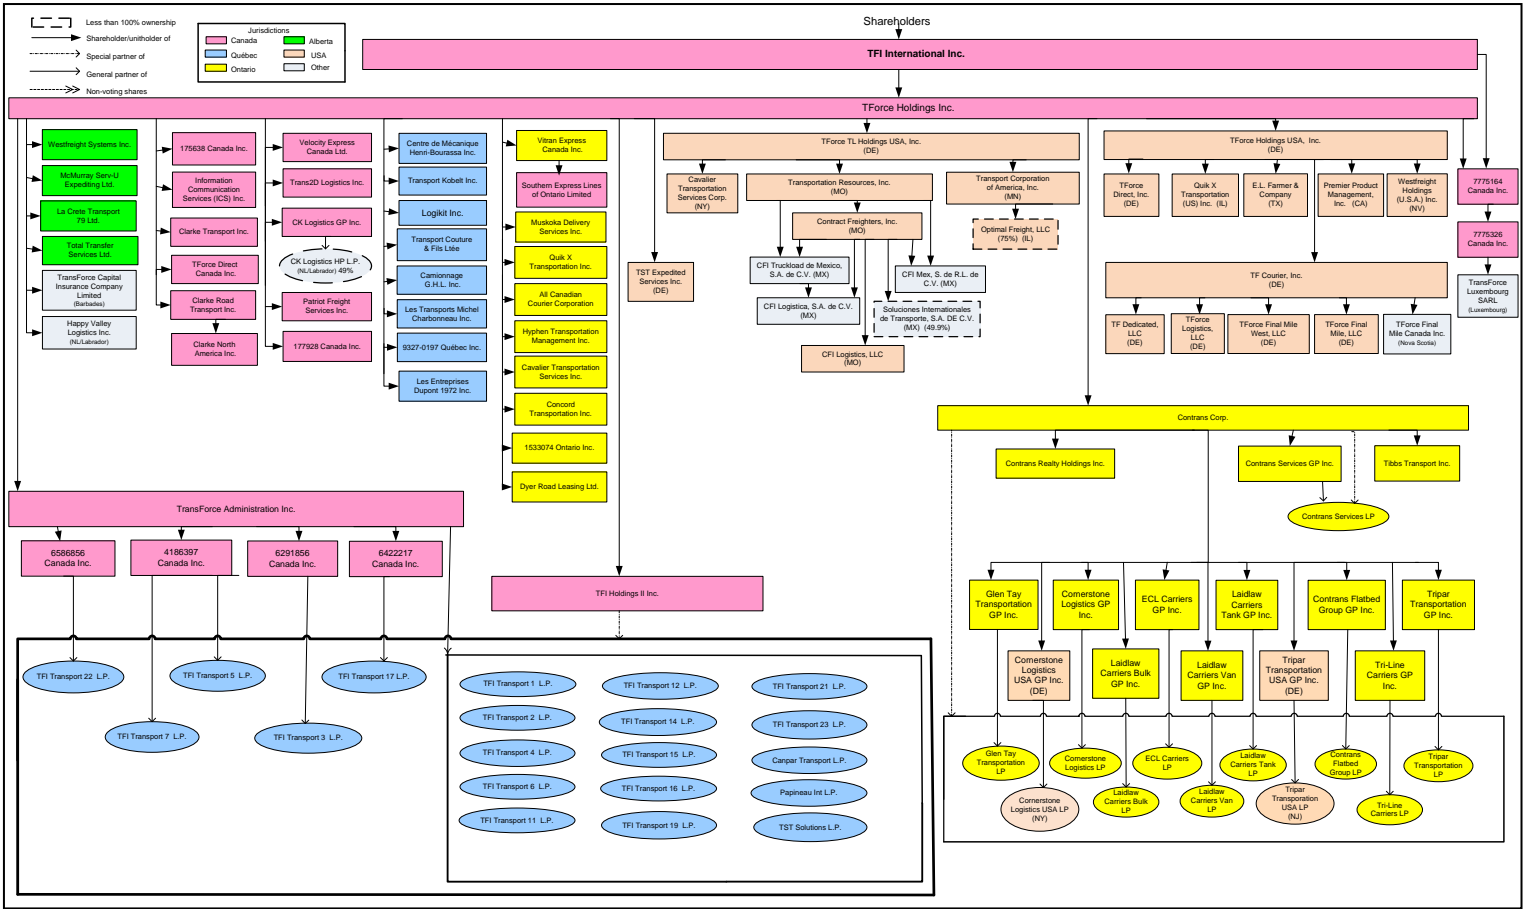 Less than 100% ownership
Shareholder/unitholder of
Special partner of
General partner of
Non-voting shares
Jurisdictions
Canada
Alberta
Québec
USA
Ontario
Other
Shareholders
TFI International Inc.
TForce Holdings Inc.
Westfreight Systems Inc.
McMurray Serv-U
Expediting Ltd.
La Crete Transport
79 Ltd.
Total Transfer
Services Ltd.
TransForce Capital
Insurance Company
Limited
(Barbades)
Happy Valley
Logistics Inc.
(NL/Labrador)
175638 Canada Inc.
Information
Communication
Services (ICS) Inc.
Clarke Transport Inc.
TForce Direct
Canada Inc.
Clarke Road
Transport Inc.
Clarke North
America Inc.
Velocity Express
Canada Ltd.
Trans2D Logistics Inc.
CK Logistics GP Inc.
CK Logistics HP L.P.
(NL/Labrador) 49%
Patriot Freight
Services Inc.
177928 Canada Inc.
Centre de Mécanique
Henri-Bourassa Inc.
Transport Kobelt Inc.
Logikit Inc.
Transport Couture
& Fils Ltée
Camionnage
G.H.L. Inc.
Les Transports Michel
Charbonneau Inc.
9327-0197 Québec Inc.
Les Entreprises
Dupont 1972 Inc.
Vitran Express
Canada Inc.
Southern Express Lines
of Ontario Limited
Muskoka Delivery
Services Inc.
Quik X
Transportation Inc.
All Canadian
Courier Corporation
Hyphen Transportation
Management Inc.
Cavalier Transportation
Services Inc.
Concord
Transportation Inc.
1533074 Ontario Inc.
Dyer Road Leasing Ltd.
TST Expedited
Services Inc.
(DE)
TForce TL Holdings USA, Inc.
(DE)
Cavalier
Transportation
Services Corp.
(NY)
Transportation Resources, Inc.
(MO)
Transport Corporation
of America, Inc.
(MN)
Contract Freighters, Inc.
(MO)
Optimal Freight, LLC
(75%) (IL)
CFI Truckload de Mexico,
S.A. de C.V. (MX)
CFI Mex, S. de R.L. de
C.V. (MX)
CFI Logistica, S.A. de C.V.
(MX)
Soluciones Internationales
de Transporte, S.A. DE C.V.
(MX) (49.9%)
CFI Logistics, LLC
(MO)
TForce Holdings USA, Inc.
(DE)
TForce
Direct, Inc.
(DE)
Quik X
Transportation
(US) Inc. (IL)
E.L. Farmer &
Company
(TX)
Premier Product
Management,
Inc. (CA)
Westfreight
Holdings
(U.S.A.) Inc.
(NV)
TF Courier, Inc.
(DE)
TF Dedicated,
LLC
(DE)
TForce
Logistics,
LLC
(DE)
TForce Final Mile
West, LLC
(DE)
TForce Final
Mile, LLC
(DE)
TForce Final
Mile Canada Inc.
(Nova Scotia)
7775164
Canada Inc.
7775326
Canada Inc.
TransForce
Luxembourg
SARL
(Luxembourg)
Contrans Corp.
Contrans Realty Holdings Inc.
Contrans Services GP Inc.
Tibbs Transport Inc.
Contrans Services LP
TransForce Administration Inc.
6586856
Canada Inc.
4186397
Canada Inc.
6291856
Canada Inc.
6422217
Canada Inc.
TFI Holdings II Inc.
Glen Tay
Transportation
GP Inc.
Cornerstone
Logistics GP
Inc.
ECL Carriers
GP Inc.
Laidlaw
Carriers
Tank GP Inc.
Contrans Flatbed
Group GP Inc.
Tripar
Transportation
GP Inc.
Cornerstone
Logistics
USA GP Inc.
(DE)
Laidlaw
Carriers Bulk
GP Inc.
Laidlaw
Carriers Van
GP Inc.
Tripar
Transportation
USA GP Inc.
(DE)
Tri-Line
Carriers GP
Inc.
TFI Transport 22 L.P.
TFI Transport 5 L.P.
TFI Transport 17 L.P.
TFI Transport 7 L.P.
TFI Transport 3 L.P.
TFI Transport 1 L.P.
TFI Transport 12 L.P.
TFI Transport 21 L.P.
TFI Transport 2 L.P.
TFI Transport 14 L.P.
TFI Transport 23 L.P.
TFI Transport 4 L.P.
TFI Transport 15 L.P.
Canpar Transport L.P.
TFI Transport 6 L.P.
TFI Transport 16 L.P.
Papineau Int L.P.
TFI Transport 11 L.P.
TFI Transport 19 L.P.
TST Solutions L.P.
Glen Tay
Transportation
LP
Cornerstone
Logistics LP
ECL Carriers
LP
Laidlaw
Carriers Tank
LP
Contrans
Flatbed
Group LP
Tripar
Transportation
LP
Cornerstone
Logistics USA LP
(NY)
Laidlaw
Carriers Bulk
LP
Laidlaw
Carriers Van
LP
Tripar
Transporation
USA LP
(NJ)
Tri-Line
Carriers LP